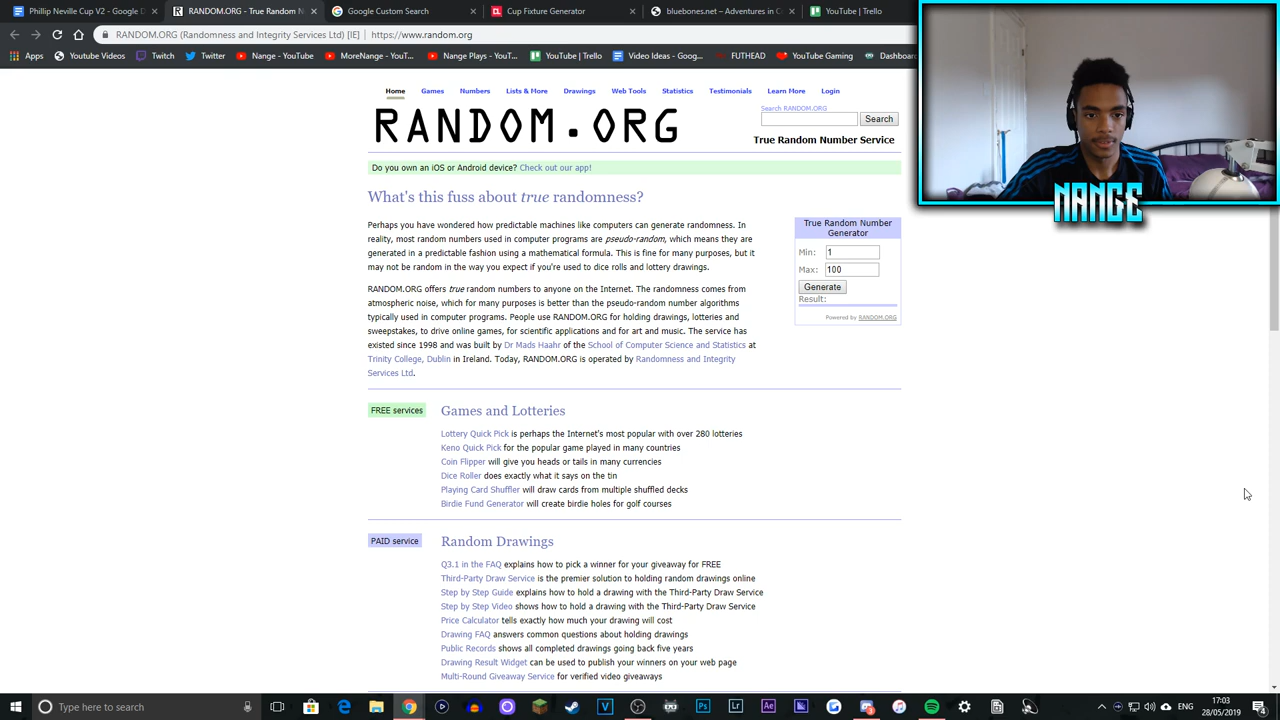 Phillip Neville Cup V2 - Google D
RANDOM.ORG - True Random N
GENERATION 2 - Google Drive
bluebones.net – Adventures in C
YouTube | Trello
RANDOM.ORG (Randomness and Integrity Services Ltd) [IE] | https://www.random.org
Apps Youtube Videos Twitch Twitter Nange - YouTube MoreNange - YouT... Nange Plays - YouT... YouTube | Trello Video Ideas - Goog... FUTHEAD YouTube Gaming Dashboard
Home Games Numbers Lists & More Drawings Web Tools Statistics Testimonials Learn More Login
RANDOM.ORG
Search RANDOM.ORG
Search
True Random Number Service
Do you own an iOS or Android device? Check out our app!
What's this fuss about true randomness?
Perhaps you have wondered how predictable machines like computers can generate randomness. In
reality, most random numbers used in computer programs are pseudo-random, which means they are
generated in a predictable fashion using a mathematical formula. This is fine for many purposes, but it
may not be random in the way you expect if you're used to dice rolls and lottery drawings.
RANDOM.ORG offers true random numbers to anyone on the Internet. The randomness comes from
atmospheric noise, which for many purposes is better than the pseudo-random number algorithms
typically used in computer programs. People use RANDOM.ORG for holding drawings, lotteries and
sweepstakes, to drive online games, for scientific applications and for art and music. The service has
existed since 1998 and was built by Dr Mads Haahr of the School of Computer Science and Statistics at
Trinity College, Dublin in Ireland. Today, RANDOM.ORG is operated by Randomness and Integrity
Services Ltd.
True Random Number
Generator
Min: 1
Max: 100
Generate
Result:
Powered by RANDOM.ORG
NANGE
FREE services
Games and Lotteries
Lottery Quick Pick is perhaps the Internet's most popular with over 280 lotteries
Keno Quick Pick for the popular game played in many countries
Coin Flipper will give you heads or tails in many currencies
Dice Roller does exactly what it says on the tin
Playing Card Shuffler will draw cards from multiple shuffled decks
Birdie Fund Generator will create birdie holes for golf courses
PAID service
Random Drawings
Q3.1 in the FAQ explains how to pick a winner for your giveaway for FREE
Third-Party Draw Service is the premier solution to holding random drawings online
Step by Step Guide explains how to hold a drawing with the Third-Party Draw Service
Step by Step Video shows how to hold a drawing with the Third-Party Draw Service
Price Calculator tells exactly how much your drawing will cost
Drawing FAQ answers common questions about holding drawings
Public Records shows all completed drawings going back five years
Drawing Result Widget can be used to publish your winners on your web page
Multi-Round Giveaway Service for verified video giveaways
Type here to search
17:03
28/05/2019